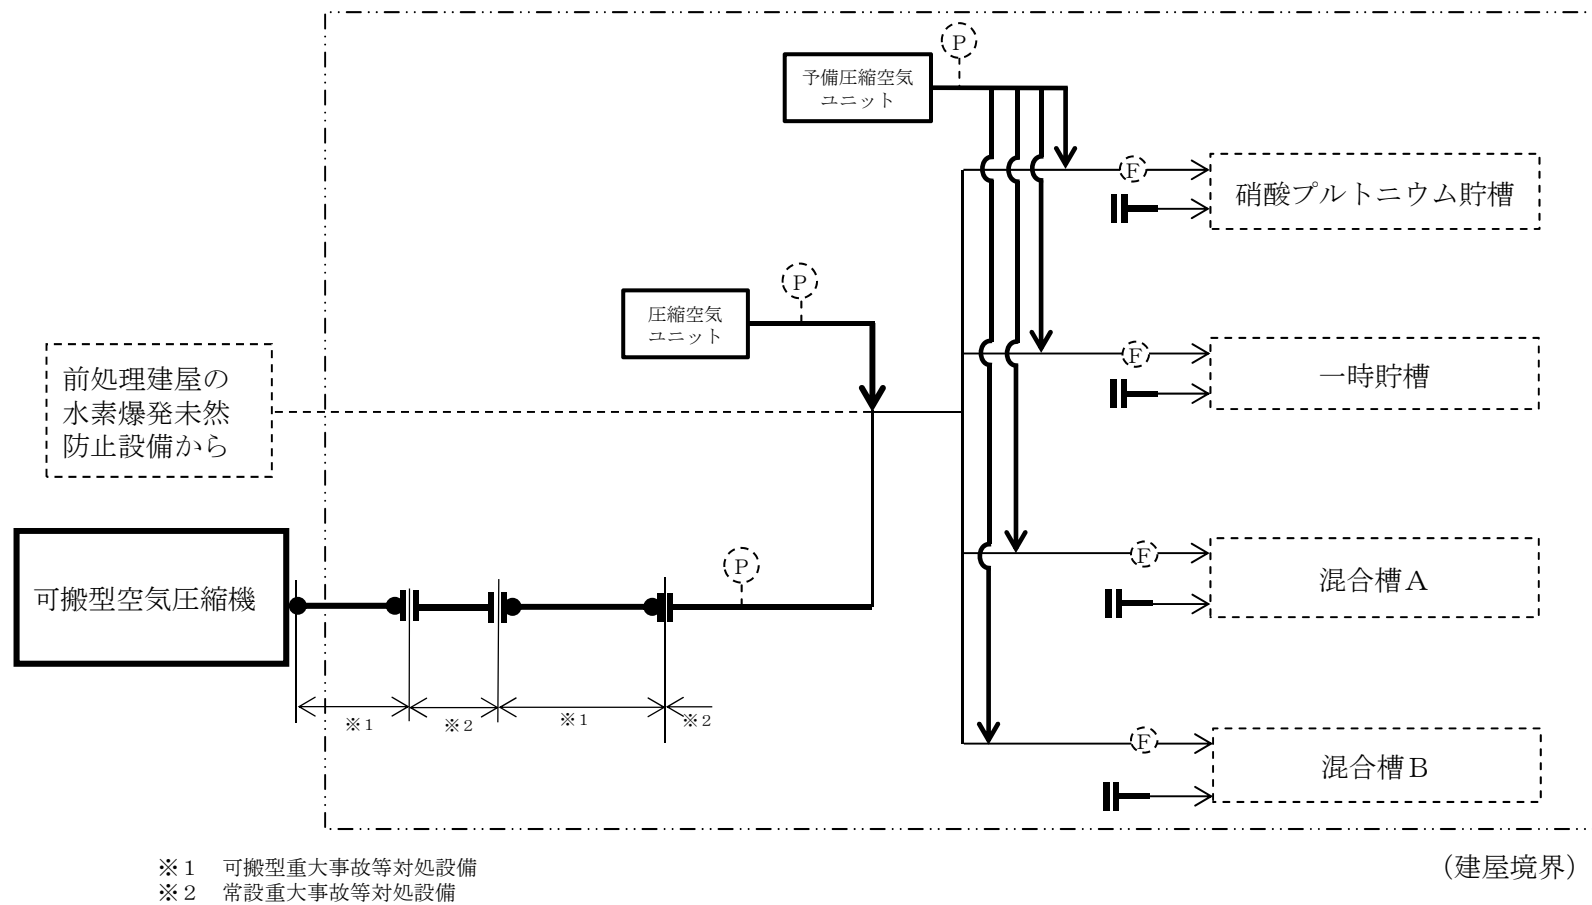 P
予備圧縮空気
ユニット
F
硝酸プルトニウム貯槽
P
圧縮空気
ユニット
F
一時貯槽
前処理建屋の
水素爆発未然
防止設備から
可搬型空気圧縮機
P
F
混合槽A
※1
※2
※1
※2
F
混合槽B
※1 可搬型重大事故等対処設備
※2 常設重大事故等対処設備
(建屋境界)